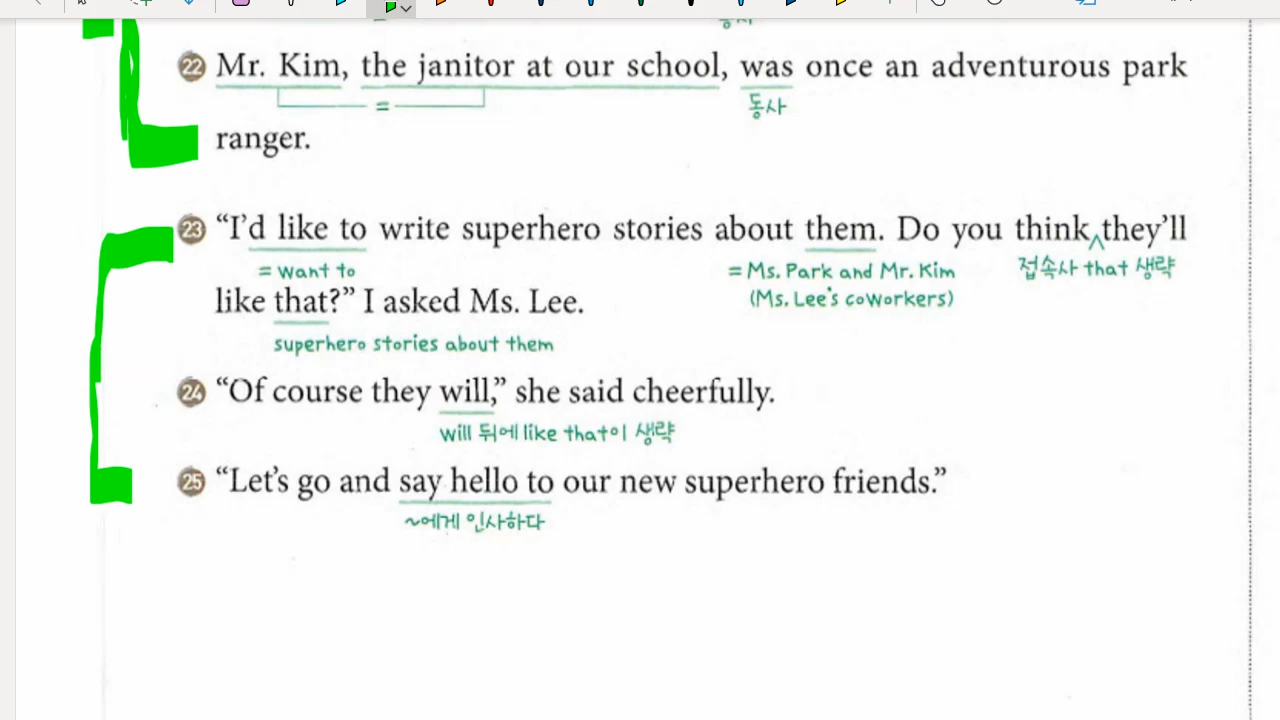 22 Mr. Kim, the janitor at our school, was once an adventurous park
= 동사
ranger.
23 “I’d like to write superhero stories about them. Do you think they’ll
= want to = Ms. Park and Mr. Kim 접속사 that 생략
(Ms. Lee's coworkers)
like that?” I asked Ms. Lee.
superhero stories about them
24 “Of course they will,” she said cheerfully.
will 뒤에 like that이 생략
25 “Let’s go and say hello to our new superhero friends.”
~에게 인사하다